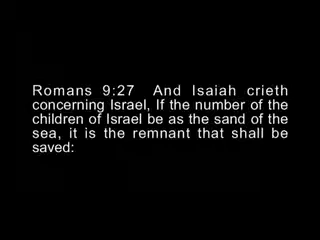 Romans 9:27 And Isaiah crieth
concerning Israel, If the number of the
children of Israel be as the sand of the
sea, it is the remnant that shall be
saved: